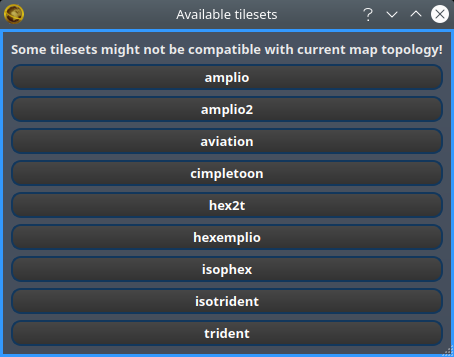 Available tilesets
Some tilesets might not be compatible with current map topology!
amplio
amplio2
aviation
cimpletoon
hex2t
hexemplio
isophex
isotrident
trident